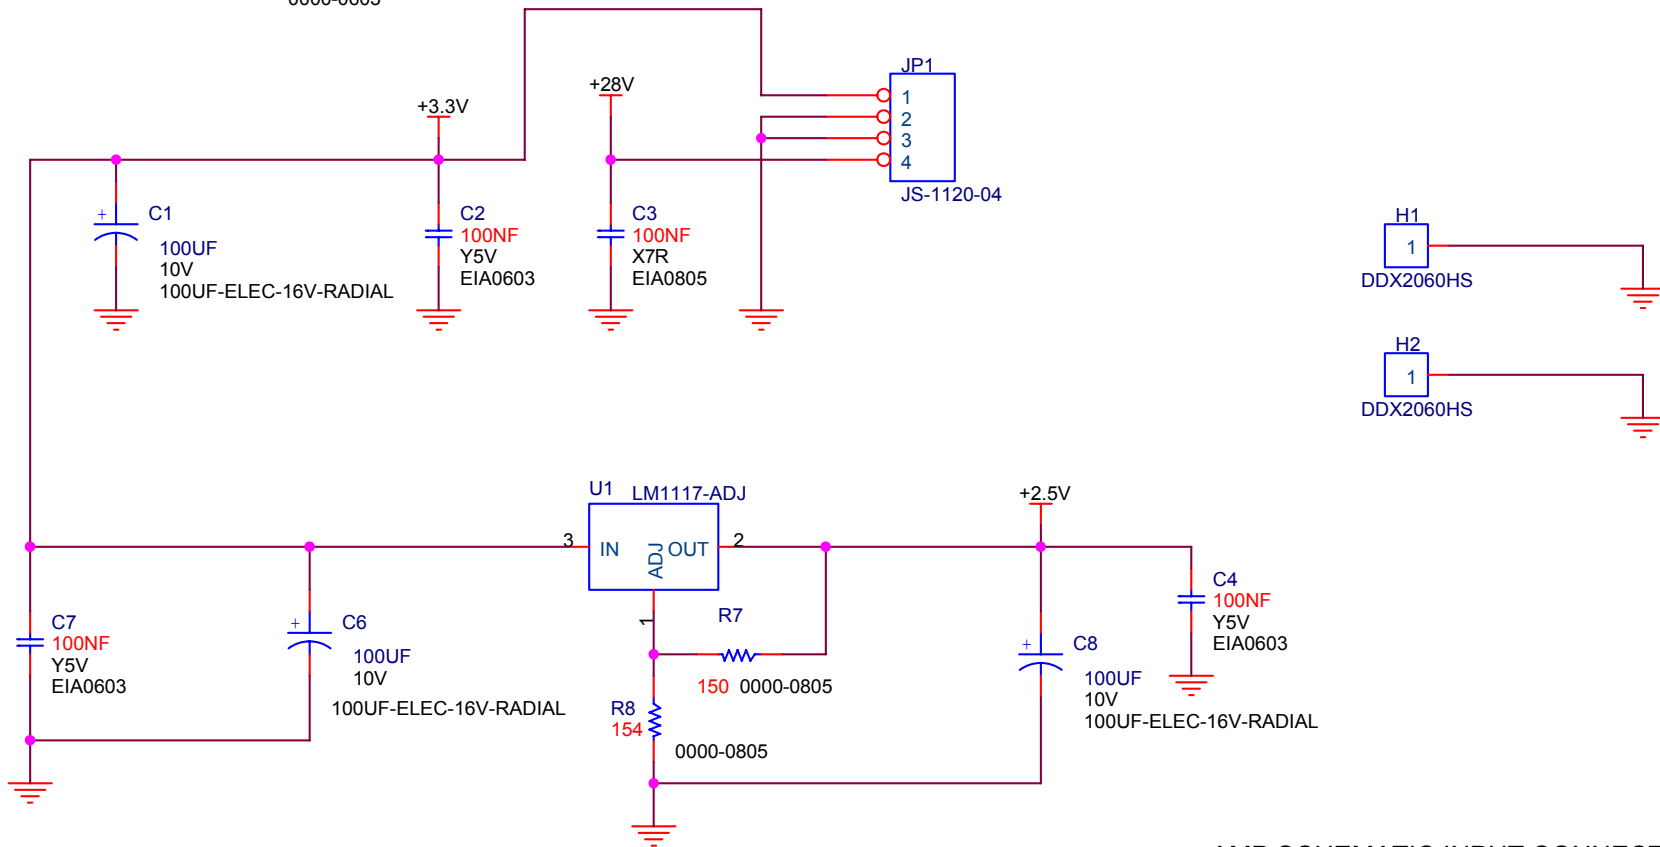 0000-0805
JP1
+28V
+3.3V
1
2
3
4
JS-1120-04
+ C1
100UF
10V
100UF-ELEC-16V-RADIAL
C2
100NF
Y5V
EIA0603
C3
100NF
X7R
EIA0805
H1
1
DDX2060HS
H2
1
DDX2060HS
U1 LM1117-ADJ
+2.5V
3 IN ADJ OUT 2
1
C7
100NF
Y5V
EIA0603
+ C6
100UF
10V
100UF-ELEC-16V-RADIAL
R7
150 0000-0805
R8
154
0000-0805
+ C8
100UF
10V
100UF-ELEC-16V-RADIAL
C4
100NF
Y5V
EIA0603